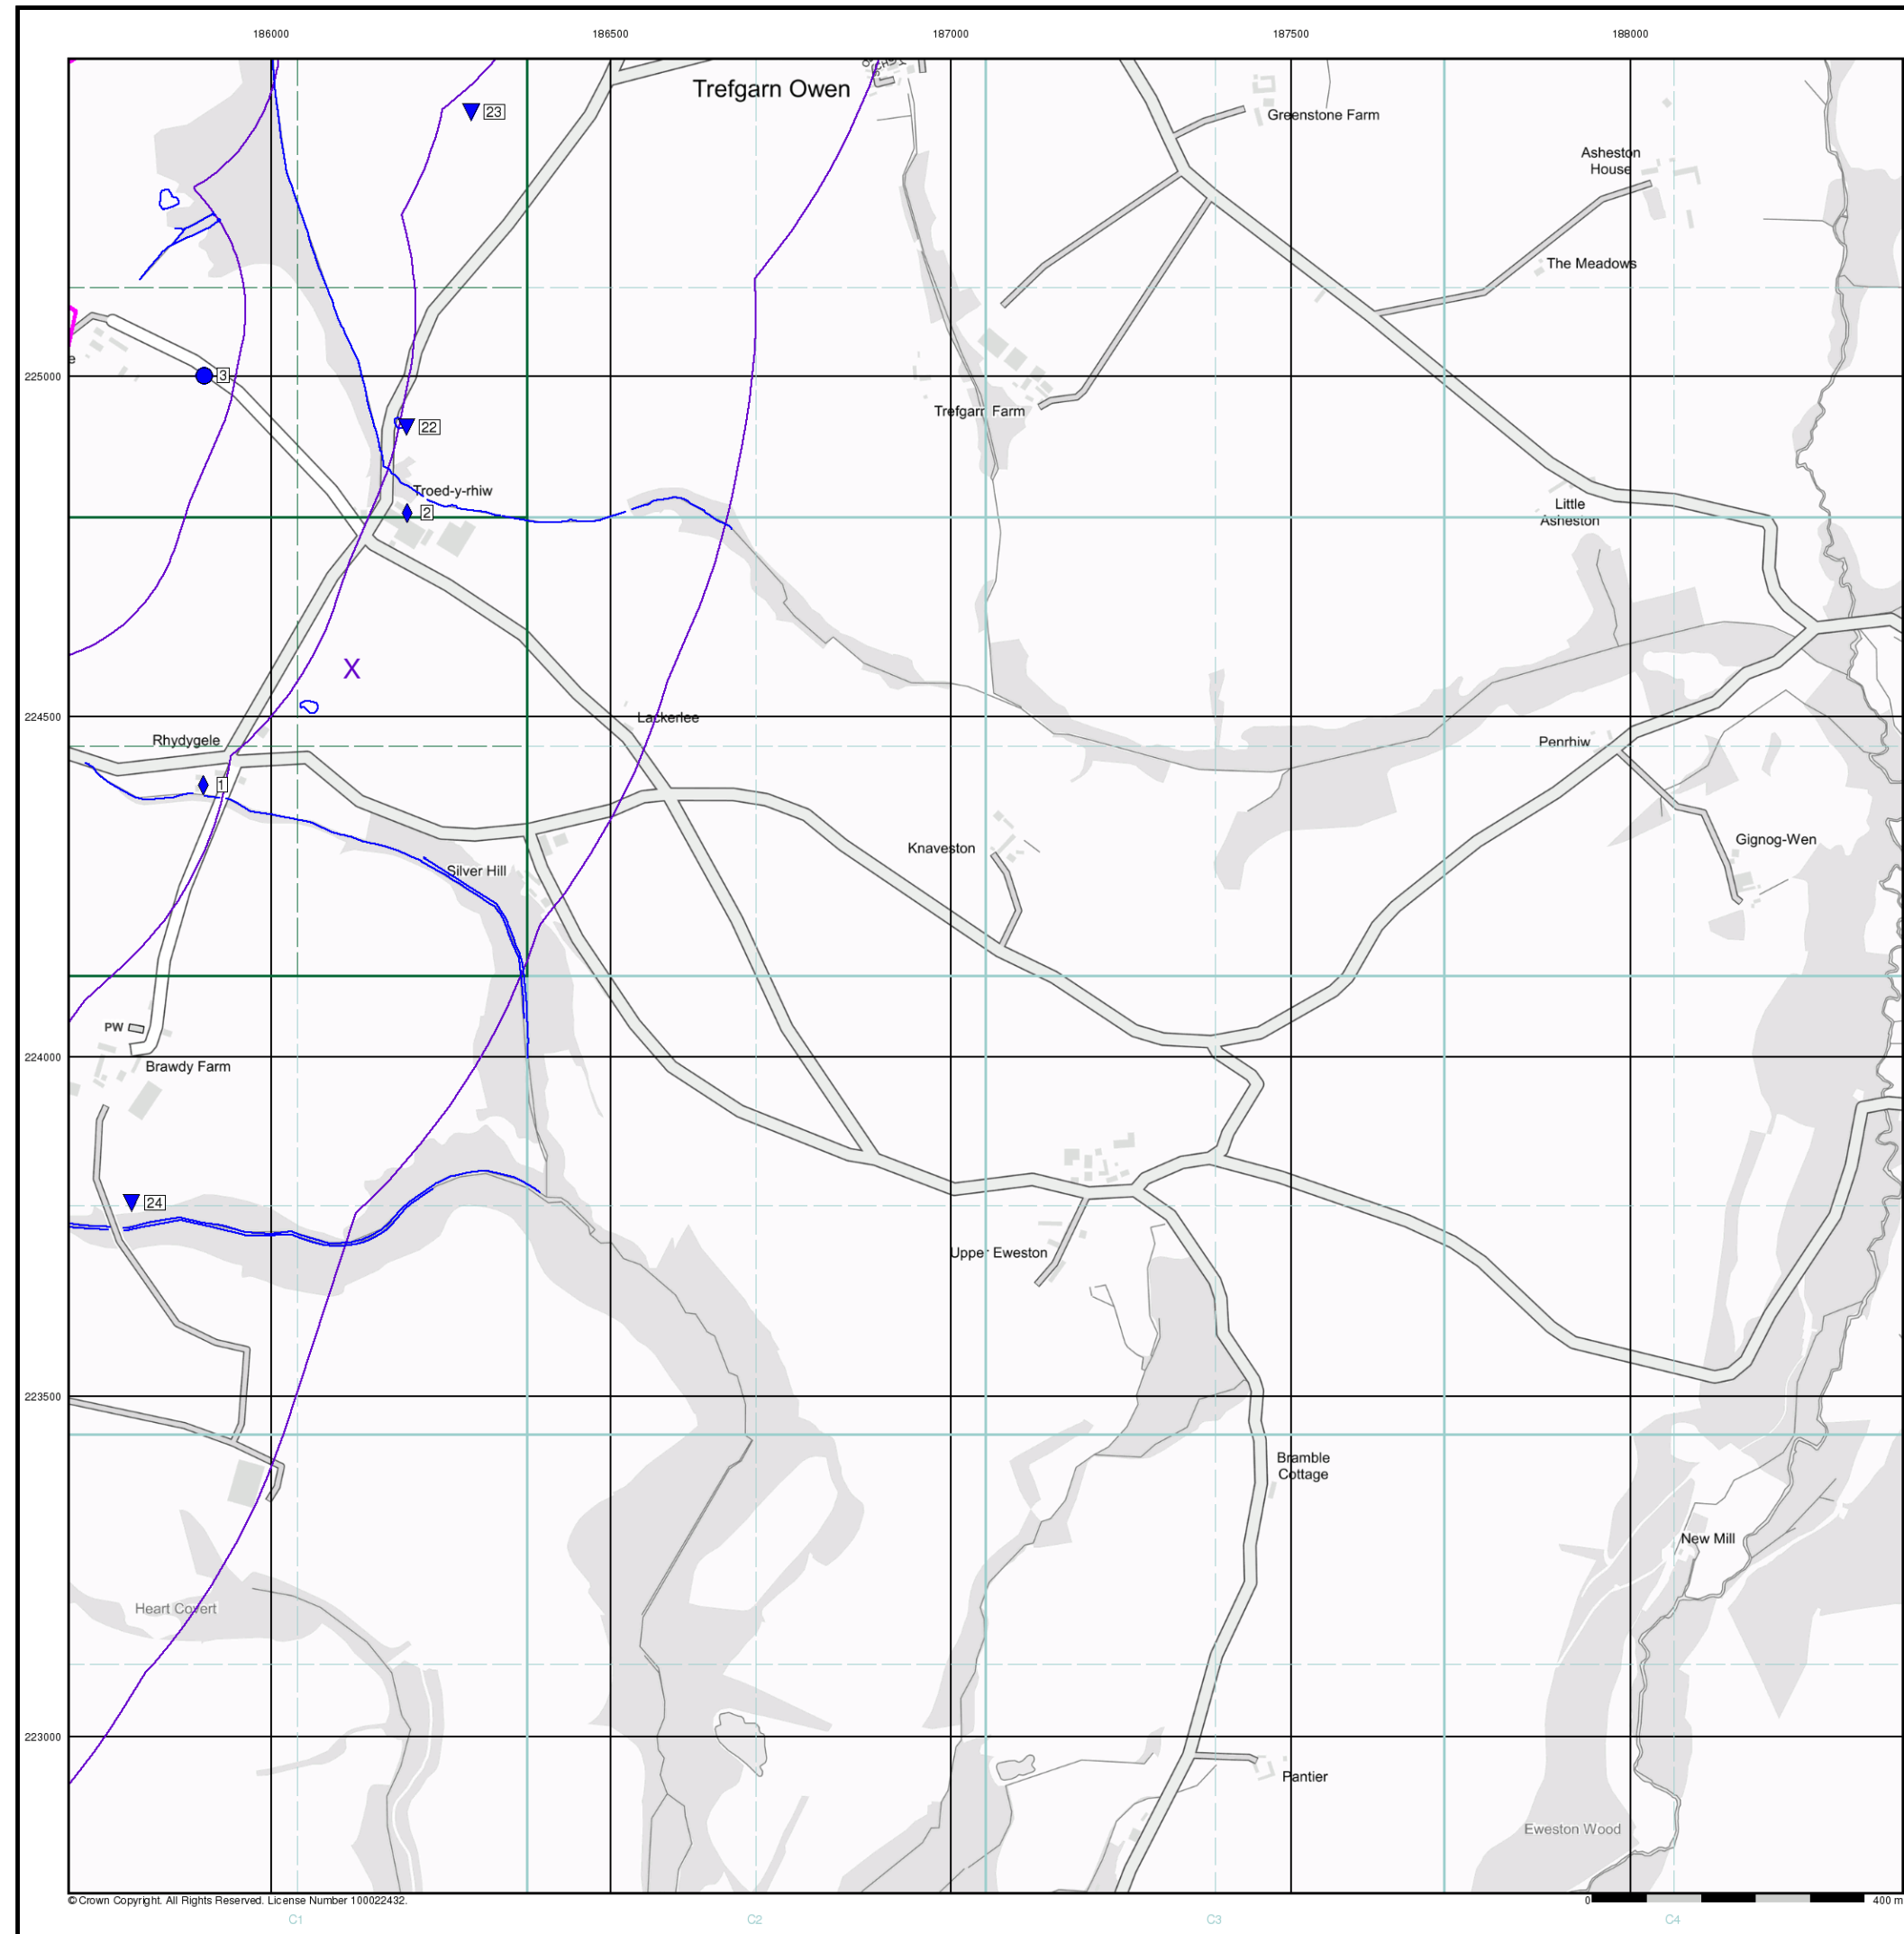 186000 186500 187000 187500 188000
Trefgarn Owen
23
Greenstone Farm
Asheston
House
The Meadows
225000
e
3
Trefgarn Farm
22
Troed-y-rhiw
2
Little
Asheston
X
224500
Lackerlee
Rhydygele
Penrhiw
1
Gignog-Wen
Knaveston
Silver Hill
PW
224000
Brawdy Farm
24
Upper Eweston
223500
Bramble
Cottage
New Mill
Heart Covert
223000
Pantier
Eweston Wood
© Crown Copyright. All Rights Reserved. License Number 100022432.
0 400 m
C1 C2 C3 C4